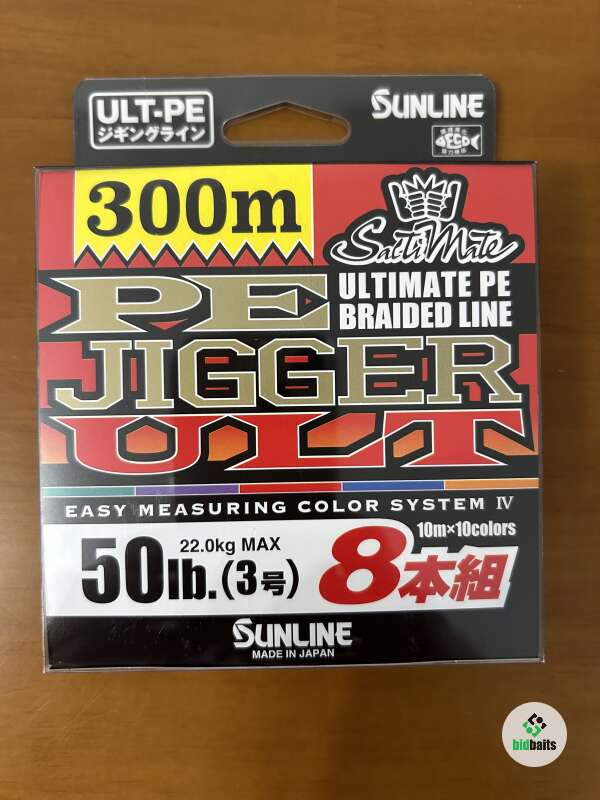 ULT-PE
ジギングライン
SUNLINE
ECO
300m
SaltiMate
ULTIMATE PE
BRAIDED LINE
PE
JIGGER
ULT
EASY MEASURING COLOR SYSTEM IV
10m×10colors
22.0kg MAX
50lb.(3号)
8本組
SUNLINE
MADE IN JAPAN
bidbaits